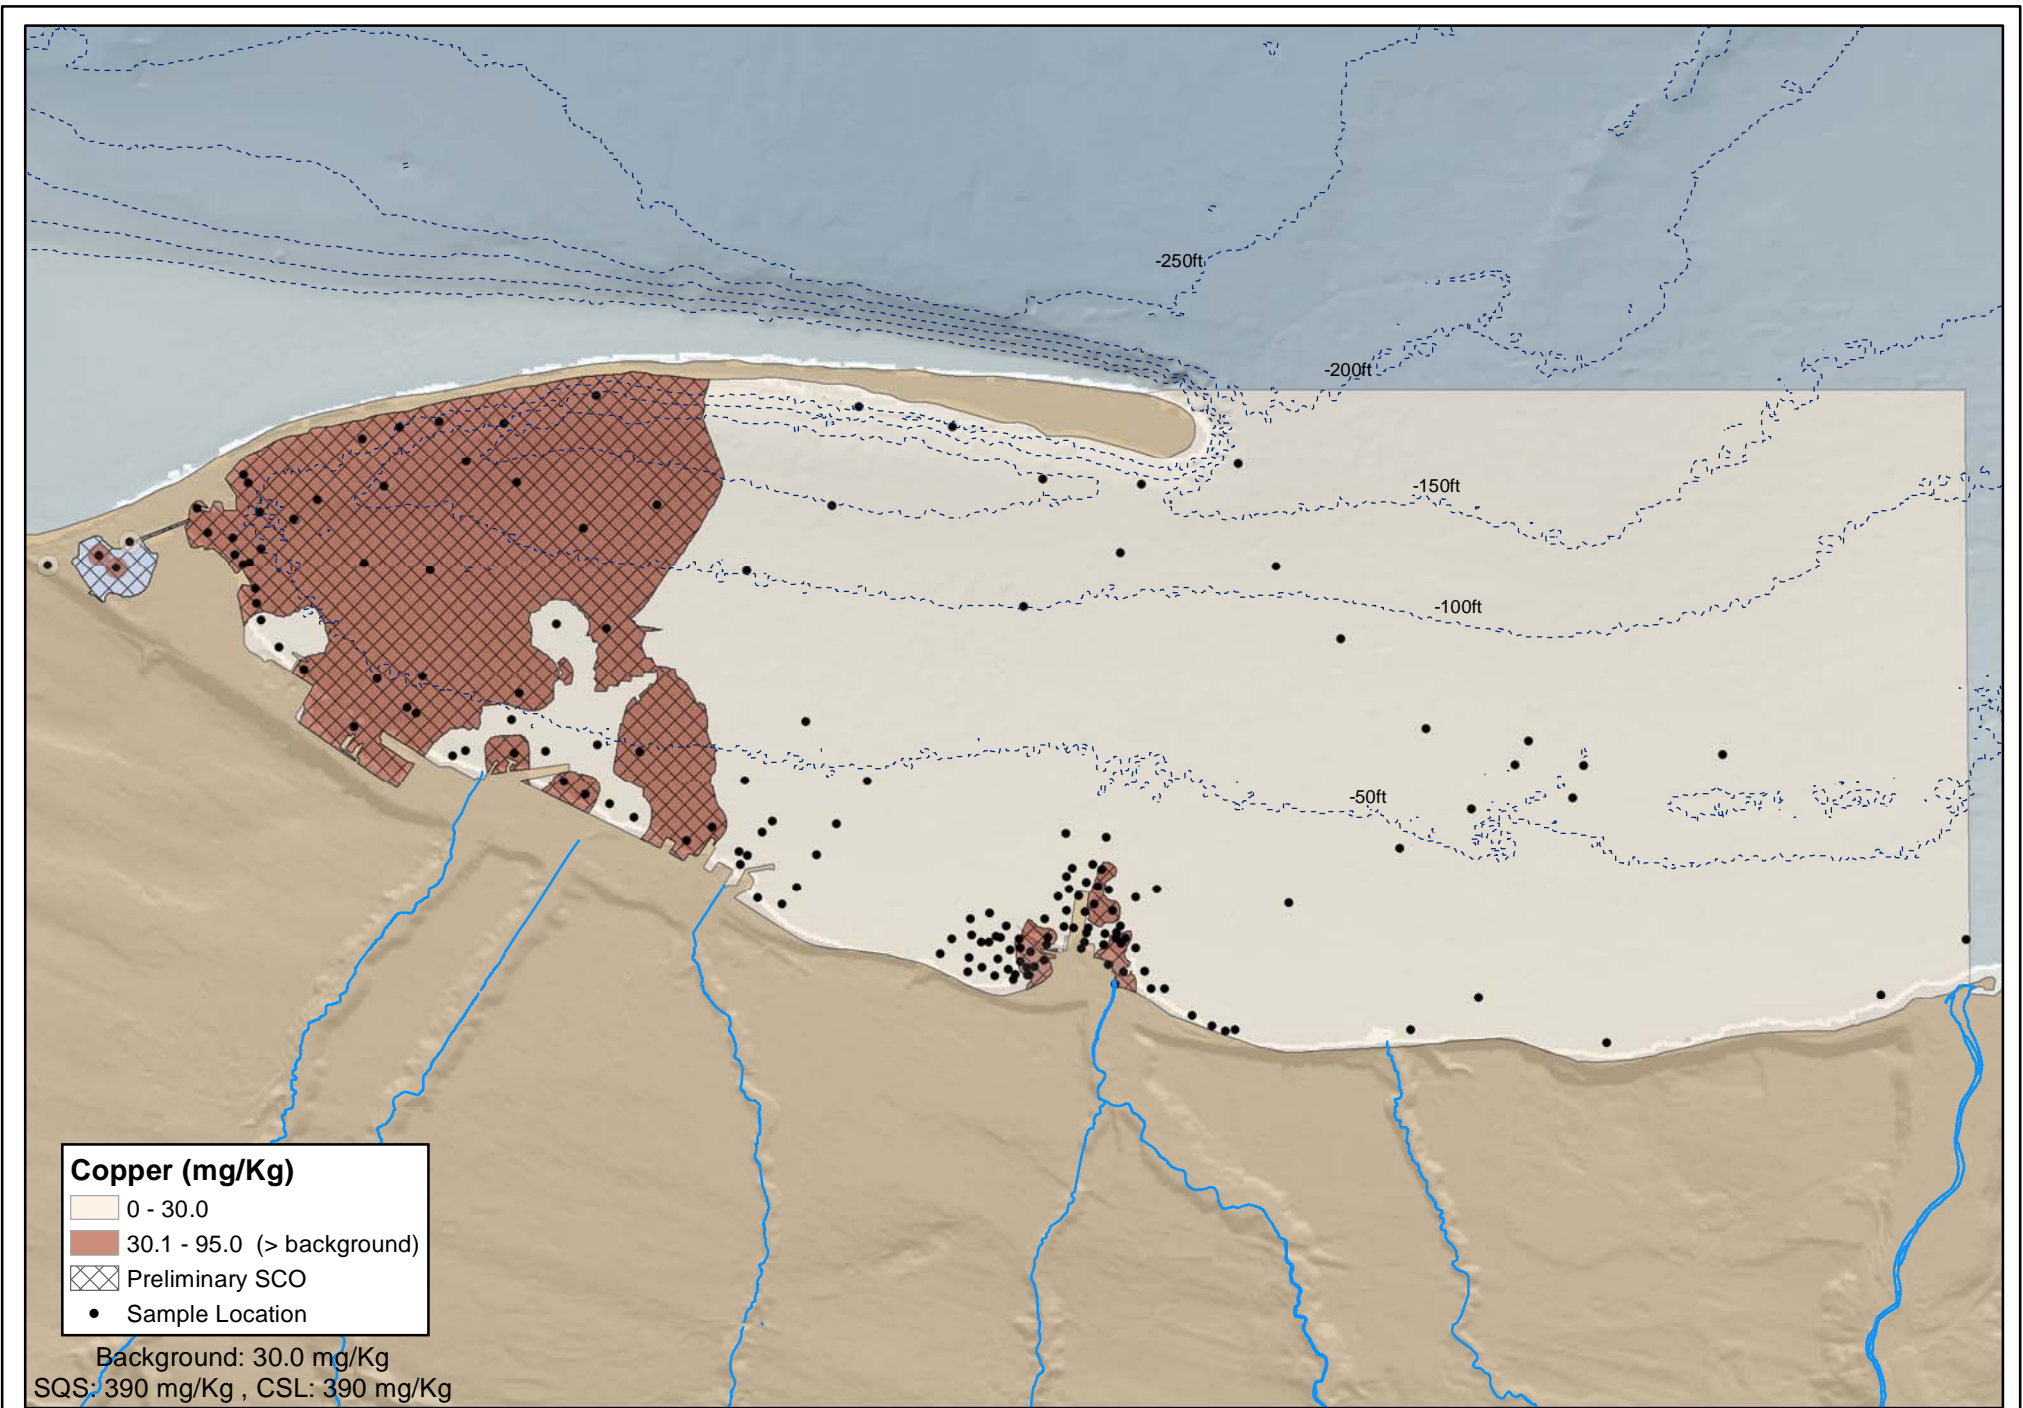 -250ft
-200ft
-150ft
-100ft
-50ft
Copper (mg/Kg)
0 - 30.0
30.1 - 95.0 (> background)
Preliminary SCO
Sample Location
Background: 30.0 mg/Kg
SQS: 390 mg/Kg , CSL: 390 mg/Kg